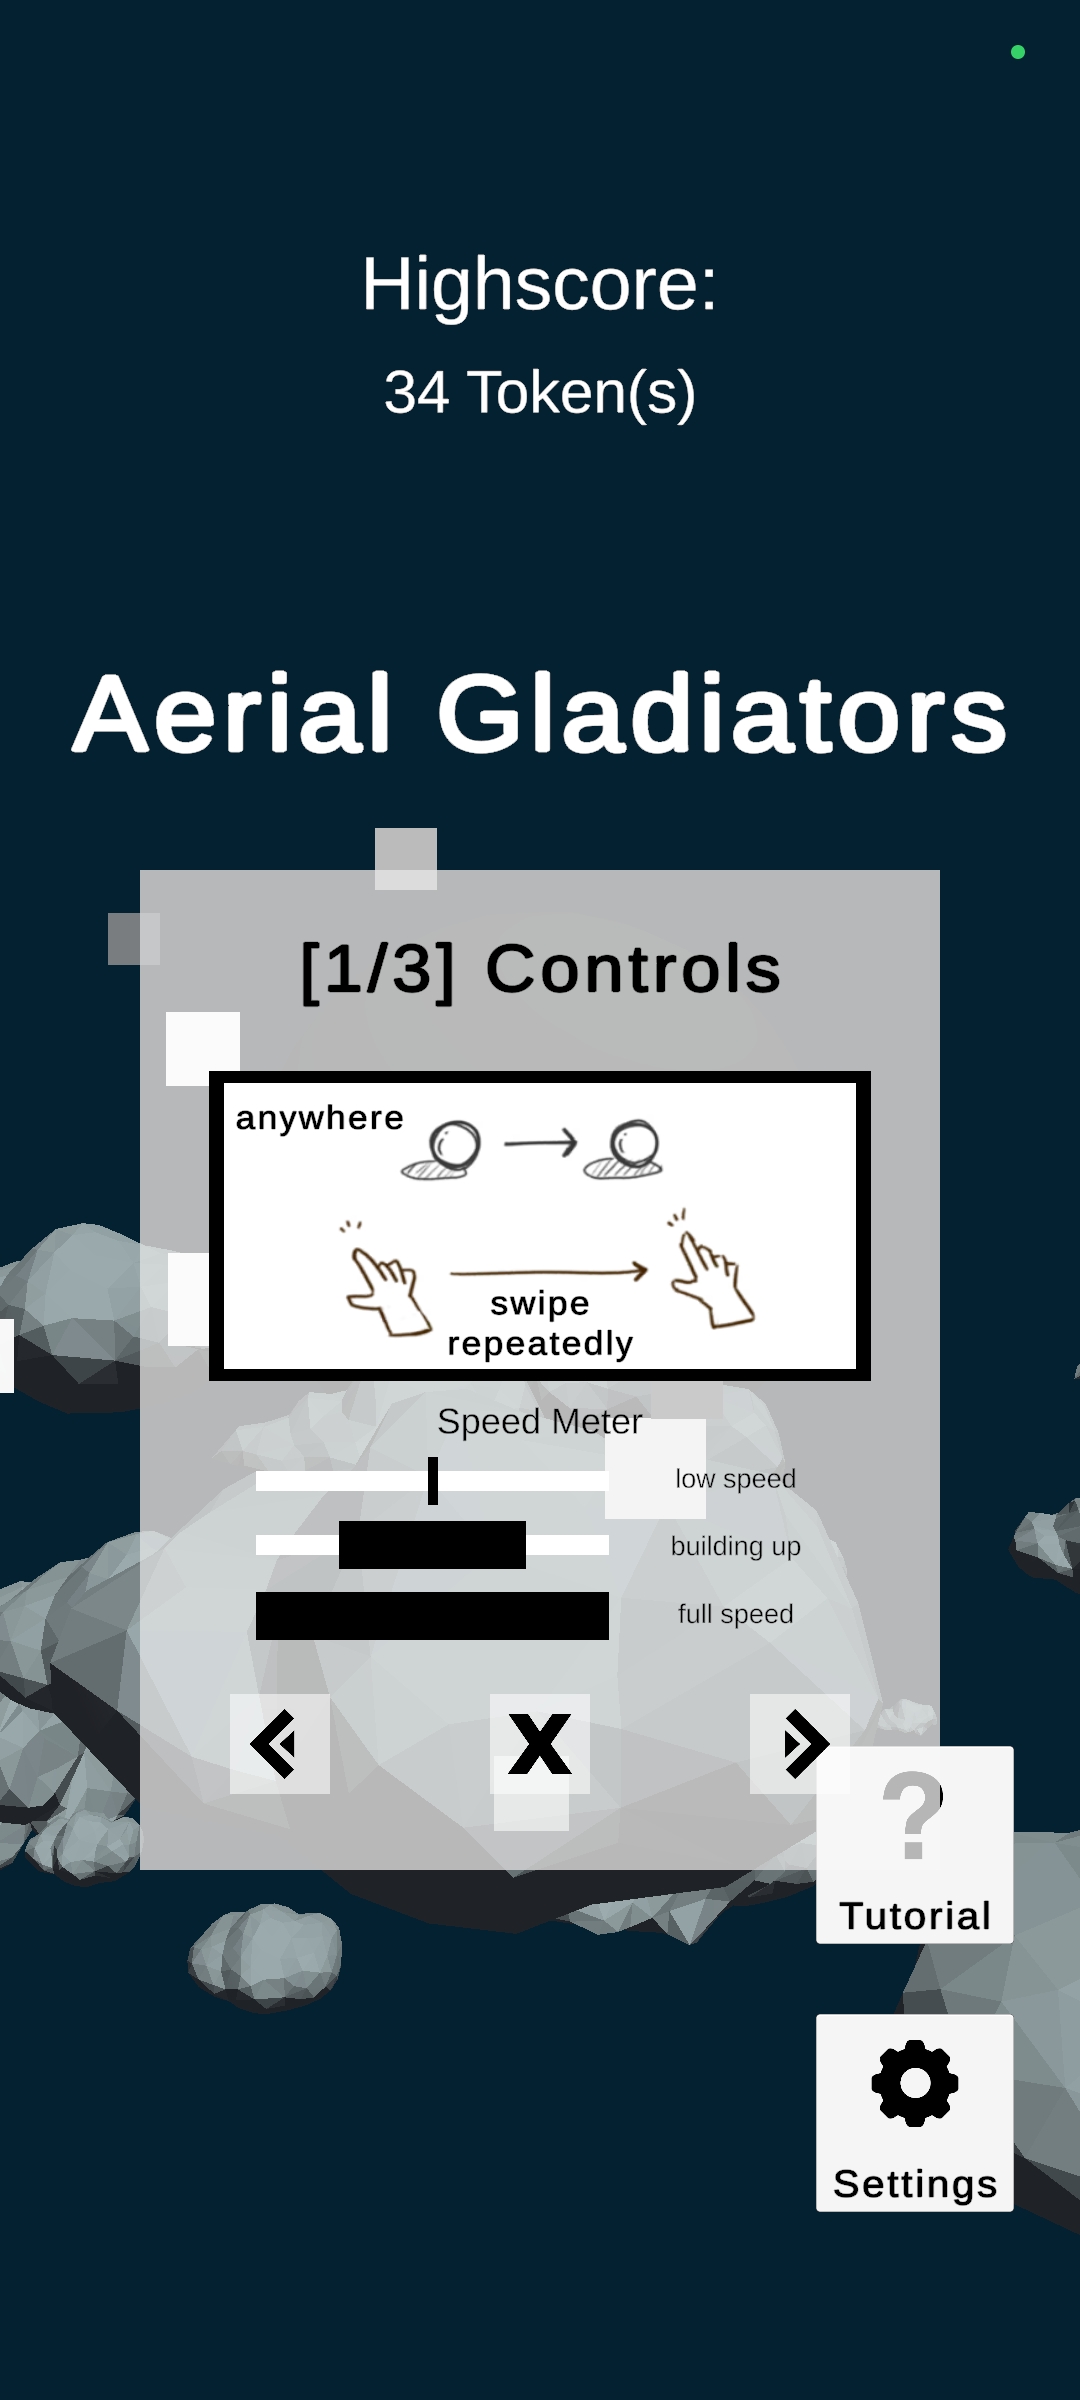 Highscore:
34 Token(s)
Aerial Gladiators
[1/3] Controls
anywhere
swipe
repeatedly
Speed Meter
low speed
building up
full speed
X
?
Tutorial
Settings